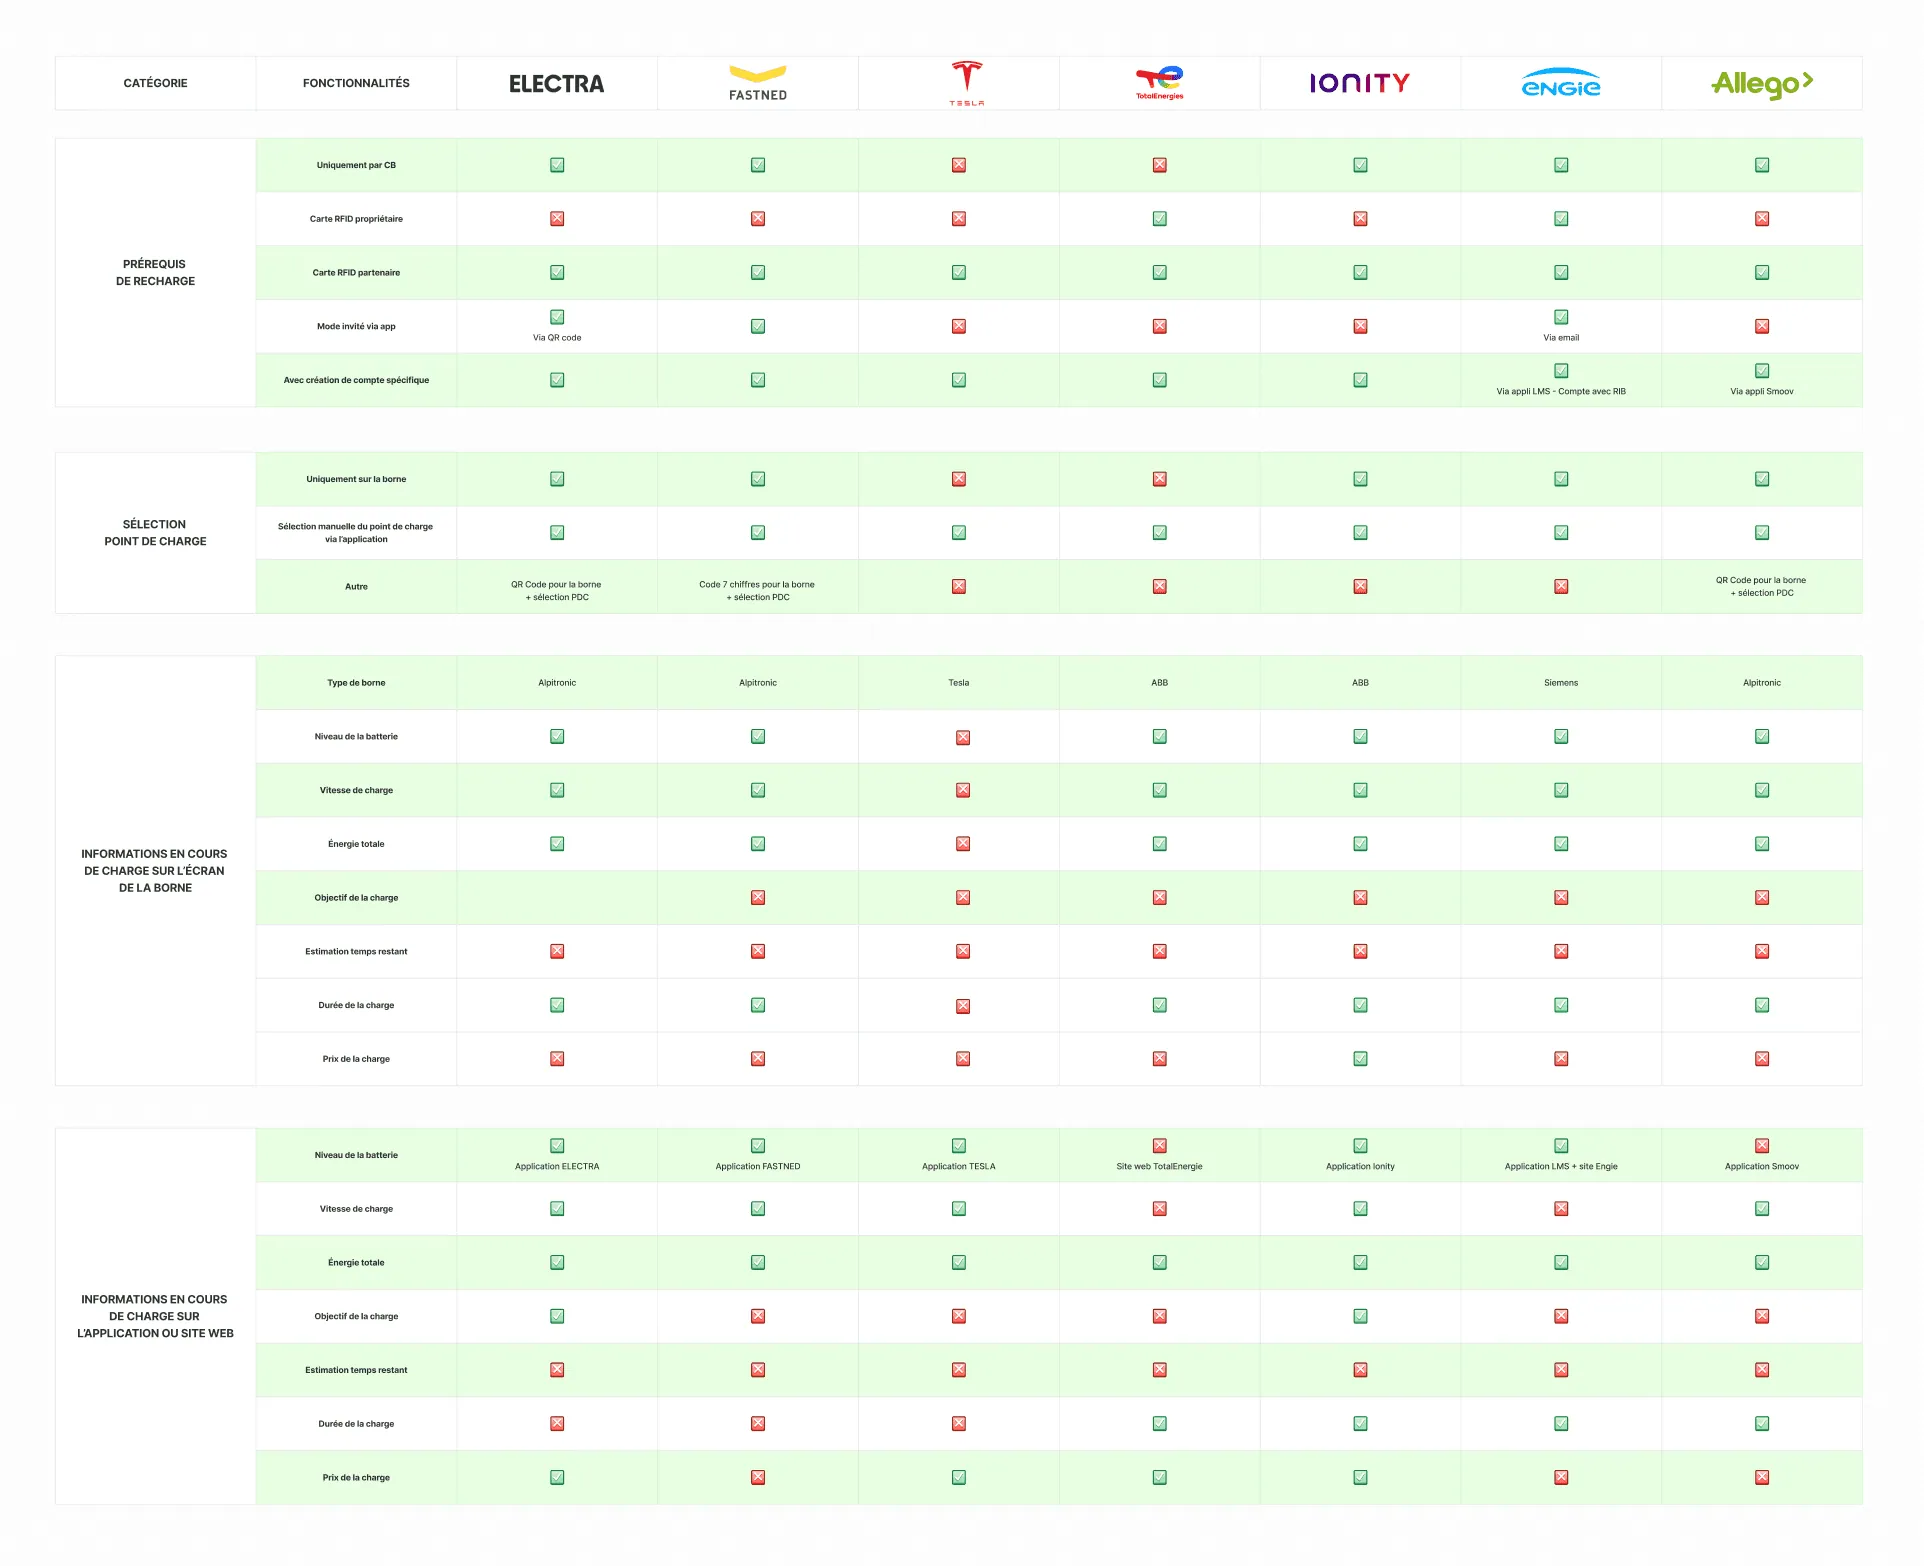 CATÉGORIE
FONCTIONNALITÉS
ELECTRA
FASTNED
TESLA
TotalEnergies
IONITY
ENGIE
Allego
PRÉREQUIS
DE RECHARGE
Uniquement par CB
Carte RFID propriétaire
Carte RFID partenaire
Mode invité via app
Via QR code
Via email
Avec création de compte spécifique
Via appli LMS - Compte avec RIB
Via appli Smoov
SÉLECTION
POINT DE CHARGE
Uniquement sur la borne
Sélection manuelle du point de charge
via l'application
Autre
QR Code pour la borne
+ sélection PDC
Code 7 chiffres pour la borne
+ sélection PDC
QR Code pour la borne
+ sélection PDC
INFORMATIONS EN COURS
DE CHARGE SUR L'ÉCRAN
DE LA BORNE
Type de borne
Alpitronic
Alpitronic
Tesla
ABB
ABB
Siemens
Alpitronic
Niveau de la batterie
Vitesse de charge
Énergie totale
Objectif de la charge
Estimation temps restant
Durée de la charge
Prix de la charge
INFORMATIONS EN COURS
DE CHARGE SUR
L'APPLICATION OU SITE WEB
Niveau de la batterie
Application ELECTRA
Application FASTNED
Application TESLA
Site web TotalEnergie
Application Ionity
Application LMS + site Engie
Application Smoov
Vitesse de charge
Énergie totale
Objectif de la charge
Estimation temps restant
Durée de la charge
Prix de la charge